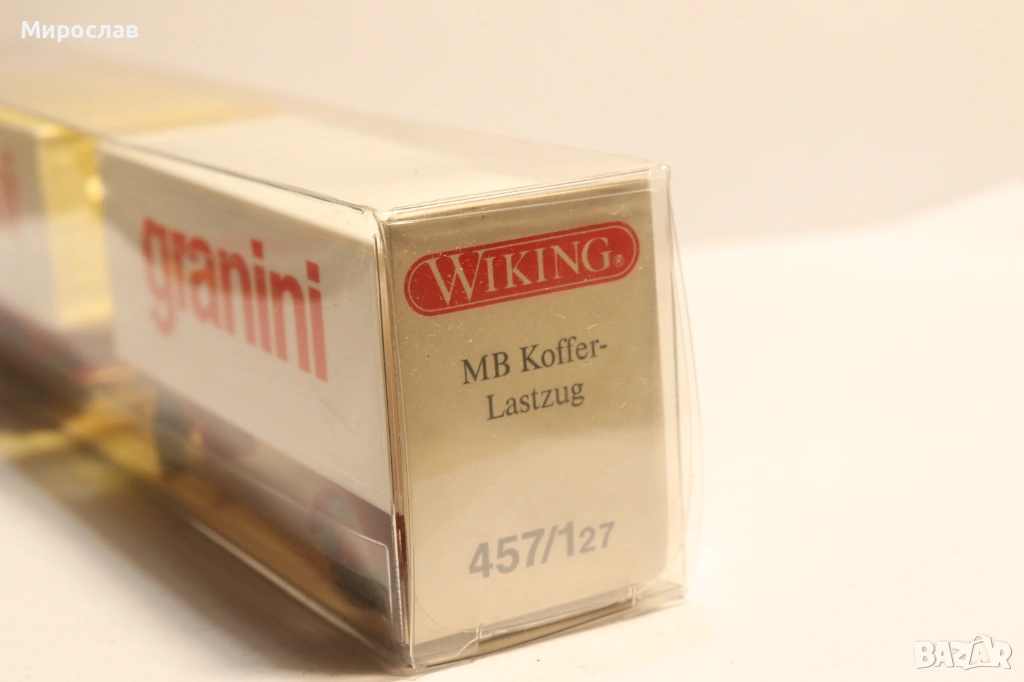 Мирослав
granini
WIKING®
MB Koffer-
Lastzug
457/127
BAZAR